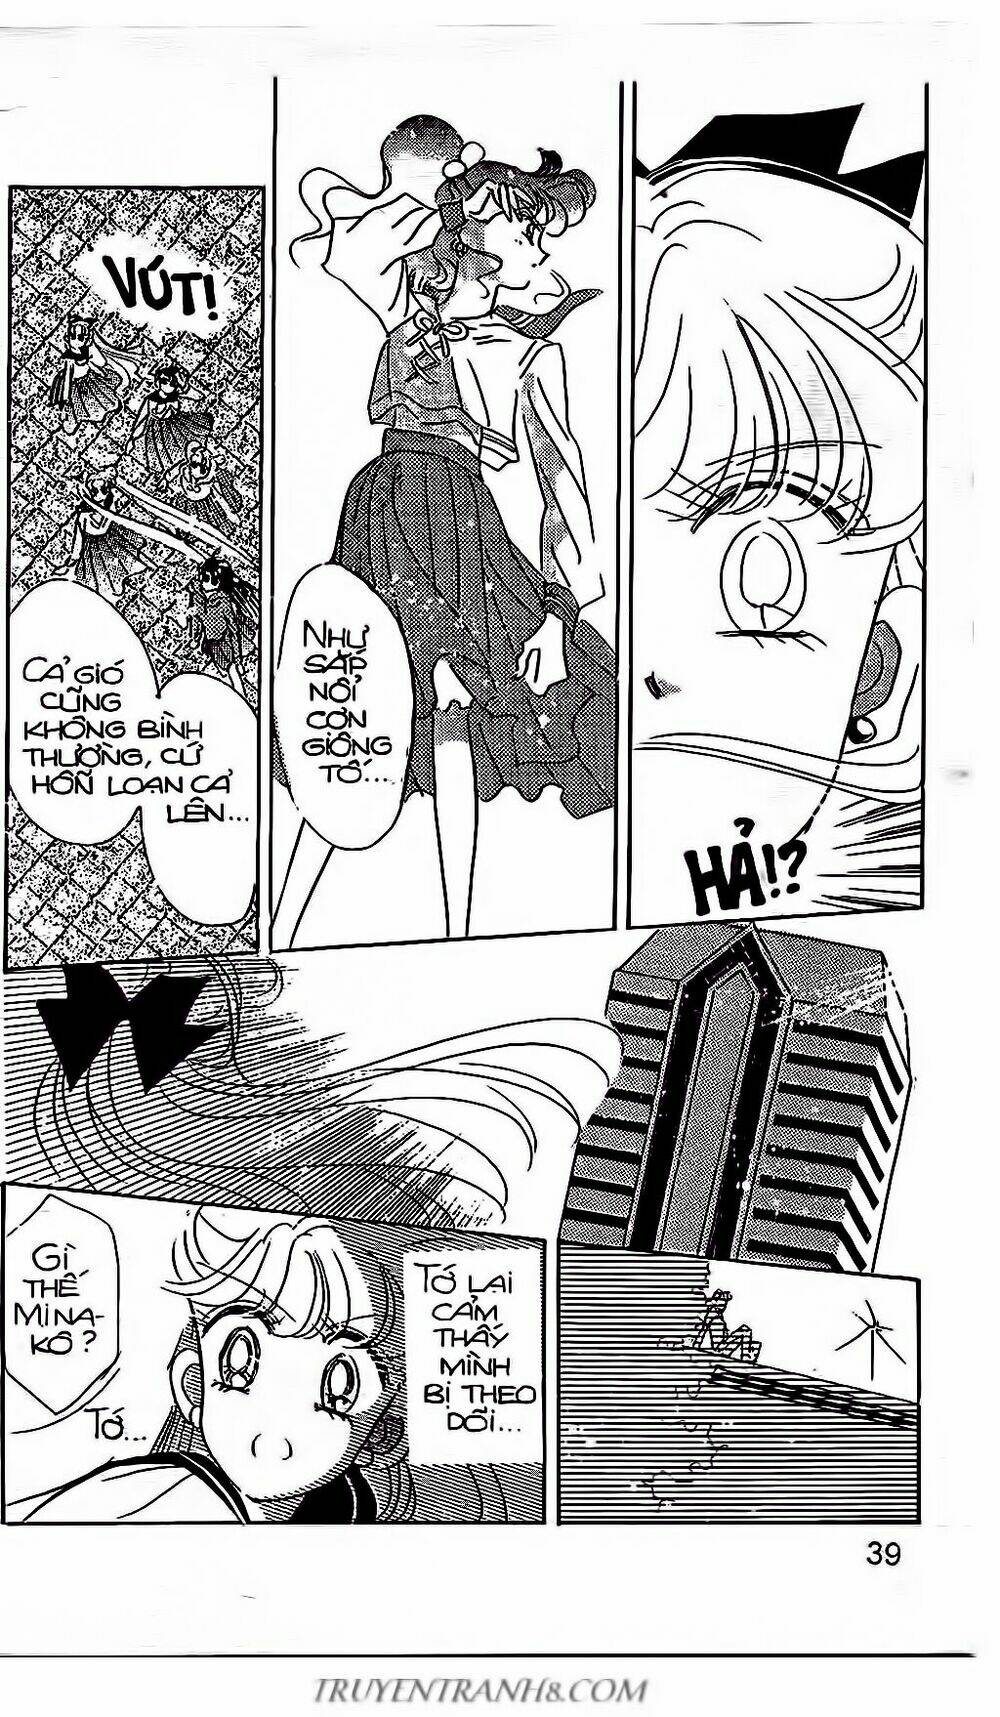 VÚT!
CẢ GIÓ
CŨNG
KHÔNG BÌNH
THƯỜNG, CỨ
HỖN LOẠN CẢ
LÊN...
NHƯ
SẮP
NỔI
CƠN
GIÔNG
TỐ...
HẢ!?
GÌ
THẾ
MINA-
KÔ?
TỚ...
TỚ LẠI
CẢM
THẤY
MÌNH
BỊ THEO
DÕI...
39
TRUYENTRANH8.COM